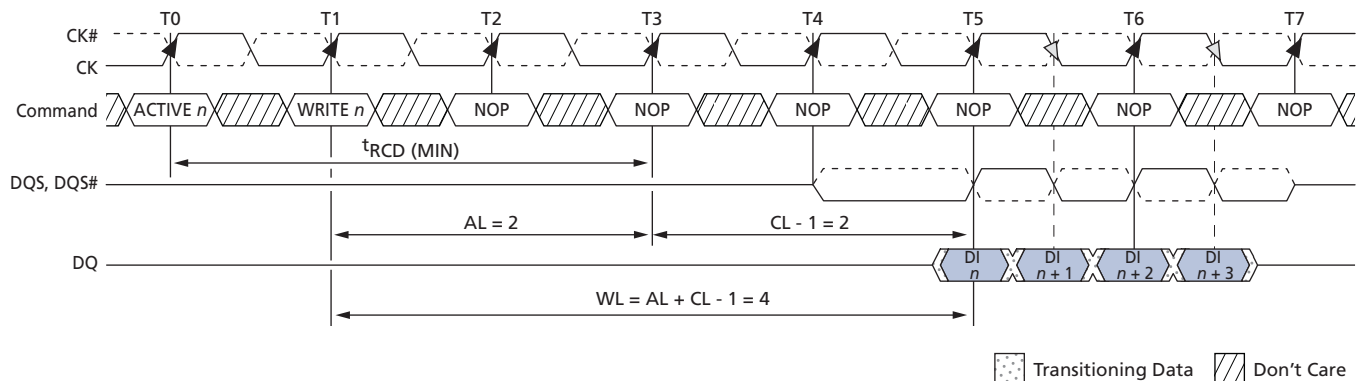 T0 T1 T2 T3 T4 T5 T6 T7
CK#
CK
Command ACTIVE n WRITE n NOP NOP NOP NOP NOP NOP
tRCD (MIN)
DQS, DQS#
AL = 2 CL - 1 = 2
DQ DI n DI n + 1 DI n + 2 DI n + 3
WL = AL + CL - 1 = 4
Transitioning Data Don't Care